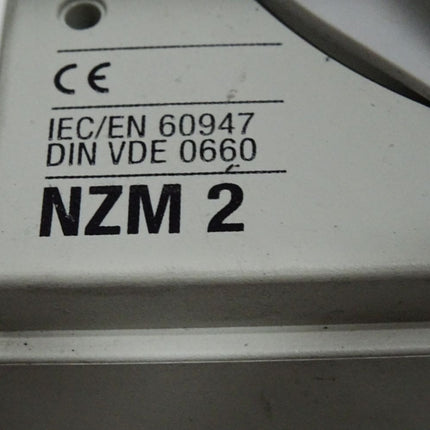 CE
IEC/EN 60947
DIN VDE 0660
NZM 2